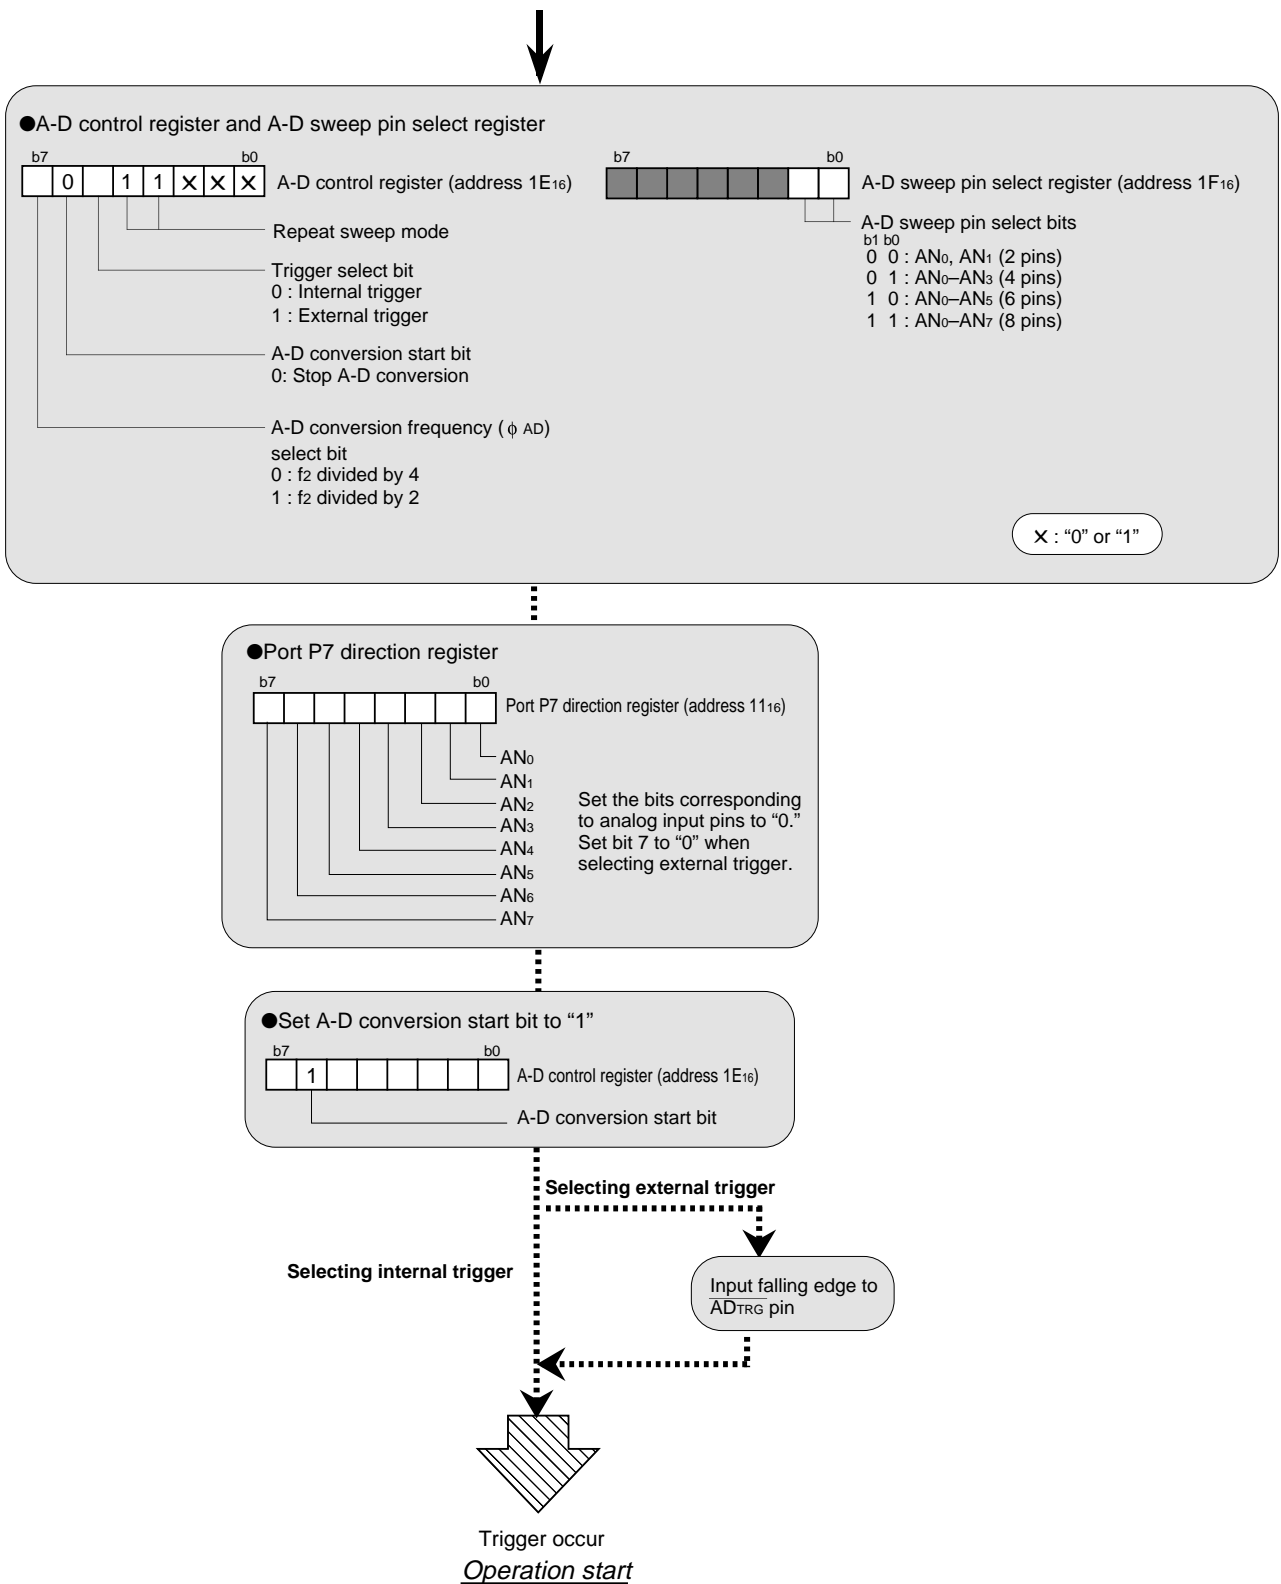 ●A-D control register and A-D sweep pin select register
b7 b0
0 1 1 × × × A-D control register (address 1E16)
Repeat sweep mode
Trigger select bit
0 : Internal trigger
1 : External trigger
A-D conversion start bit
0: Stop A-D conversion
A-D conversion frequency ( ϕ AD)
select bit
0 : f2 divided by 4
1 : f2 divided by 2
b7 b0
A-D sweep pin select register (address 1F16)
A-D sweep pin select bits
b1 b0
0 0 : AN0, AN1 (2 pins)
0 1 : AN0–AN3 (4 pins)
1 0 : AN0–AN5 (6 pins)
1 1 : AN0–AN7 (8 pins)
× : “0” or “1”
●Port P7 direction register
b7 b0
Port P7 direction register (address 1116)
AN0
AN1
AN2
AN3
AN4
AN5
AN6
AN7
Set the bits corresponding
to analog input pins to “0.”
Set bit 7 to “0” when
selecting external trigger.
●Set A-D conversion start bit to “1”
b7 b0
1 A-D control register (address 1E16)
A-D conversion start bit
Selecting external trigger
Selecting internal trigger
Input falling edge to
ADTRG pin
Trigger occur
Operation start